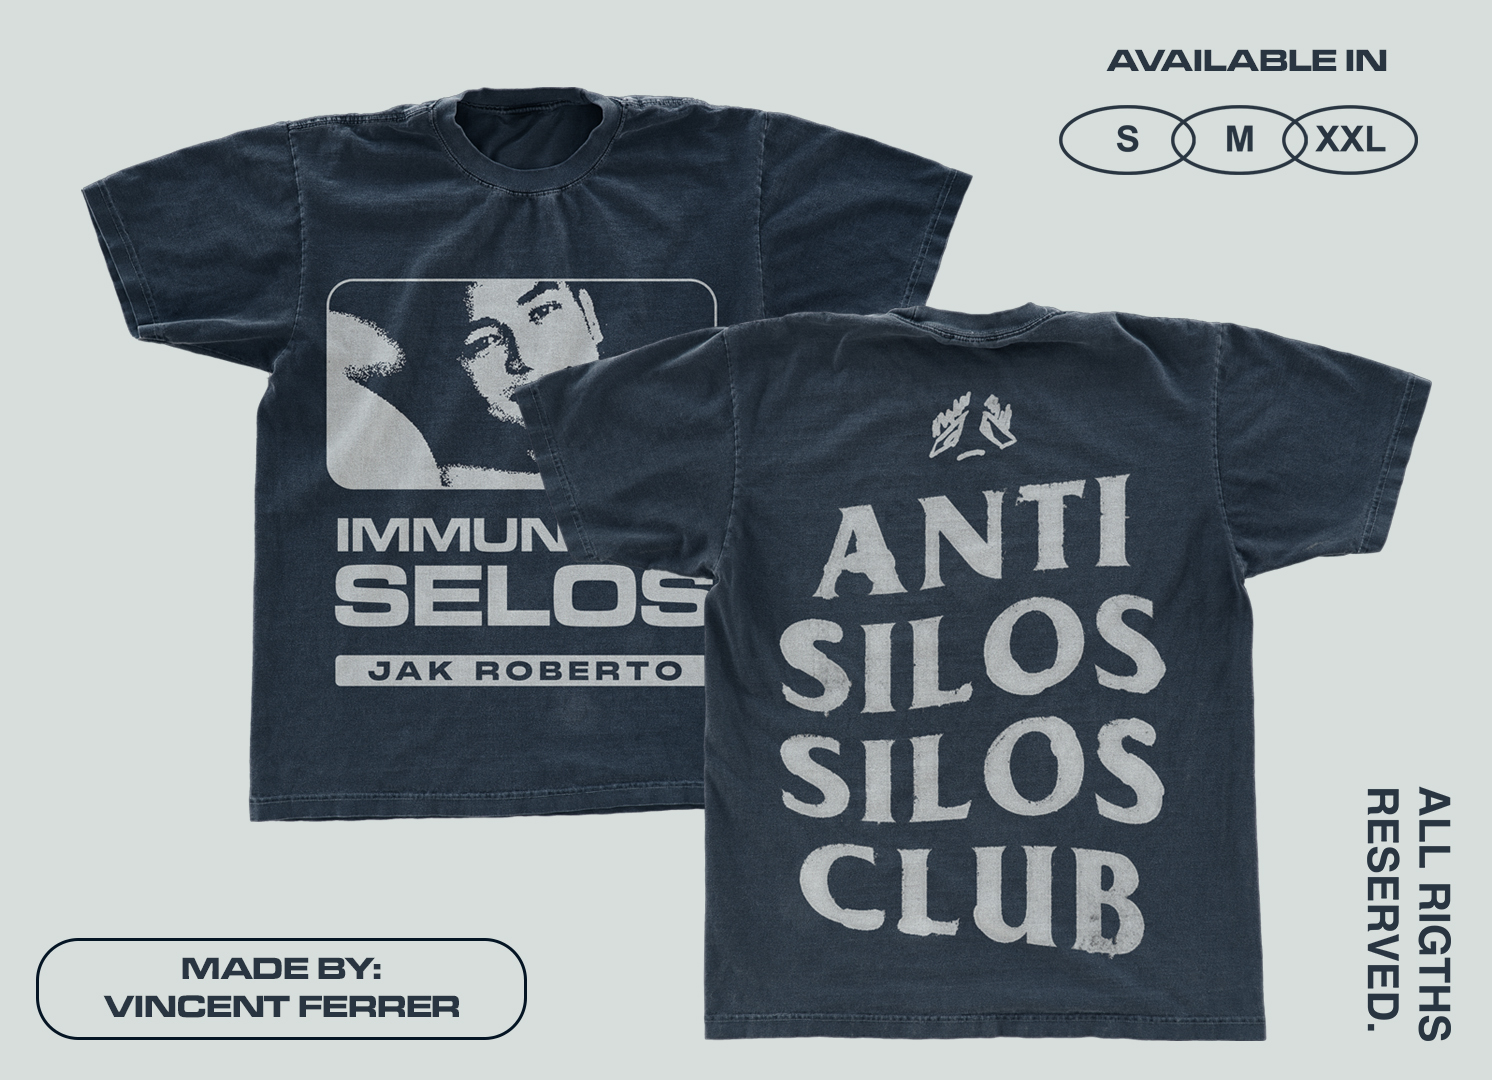 AVAILABLE IN
S M XXL
IMMUN
SELOS
JAK ROBERTO
ANTI
SILOS
SILOS
CLUB
MADE BY:
VINCENT FERRER
ALL RIGTHS
RESERVED.